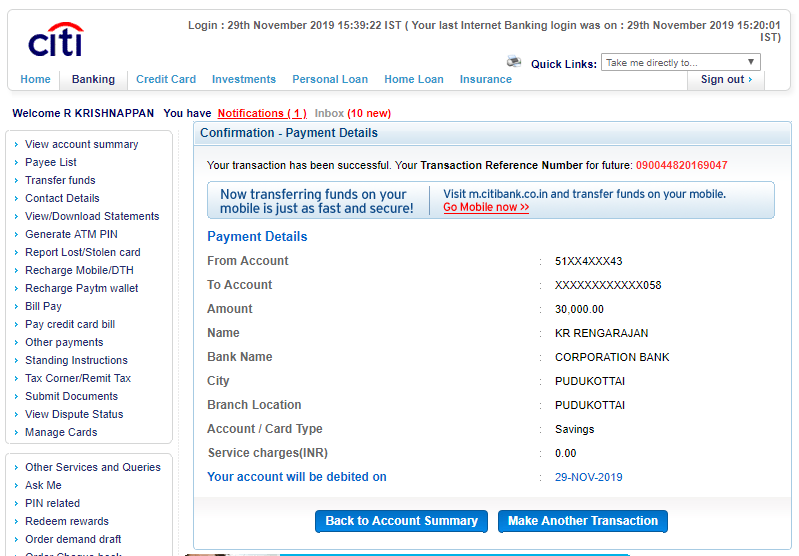 citi
Login : 29th November 2019 15:39:22 IST ( Your last Internet Banking login was on : 29th November 2019 15:20:01
IST)
Quick Links: Take me directly to...
Home Banking Credit Card Investments Personal Loan Home Loan Insurance Sign out ›
Welcome R KRISHNAPPAN You have Notifications ( 1 ) Inbox (10 new)
View account summary
Payee List
Transfer funds
Contact Details
View/Download Statements
Generate ATM PIN
Report Lost/Stolen card
Recharge Mobile/DTH
Recharge Paytm wallet
Bill Pay
Pay credit card bill
Other payments
Standing Instructions
Tax Corner/Remit Tax
Submit Documents
View Dispute Status
Manage Cards
Other Services and Queries
Ask Me
PIN related
Redeem rewards
Order demand draft
Order Cheque book
Confirmation - Payment Details
Your transaction has been successful. Your Transaction Reference Number for future: 090044820169047
Now transferring funds on your
mobile is just as fast and secure!
Visit m.citibank.co.in and transfer funds on your mobile.
Go Mobile now >>
Payment Details
From Account : 51XX4XXX43
To Account : XXXXXXXXXXXX058
Amount : 30,000.00
Name : KR RENGARAJAN
Bank Name : CORPORATION BANK
City : PUDUKOTTAI
Branch Location : PUDUKOTTAI
Account / Card Type : Savings
Service charges(INR) : 0.00
Your account will be debited on : 29-NOV-2019
Back to Account Summary Make Another Transaction